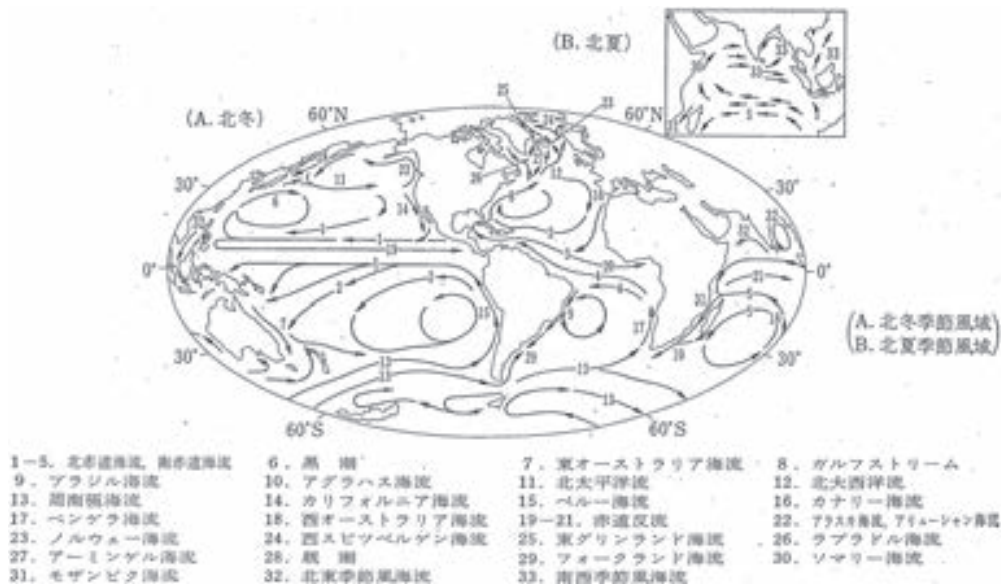 (B. 北夏)
(A. 北冬)
60°N
60°N
30°
30°
0°
0°
30°
30°
60°S
60°S
(A. 北冬季節風域)
(B. 北夏季節風域)
1-5. 北赤道海流, 南赤道海流 6. 黒潮 7. 東オーストラリア海流 8. ガルフストリーム
9. ブラジル海流 10. アグラハス海流 11. 北太平洋流 12. 北大西洋流
13. 周南極海流 14. カリフォルニア海流 15. ペルー海流 16. カナリー海流
17. ベンゲラ海流 18. 西オーストラリア海流 19-21. 赤道反流 22. アラスカ海流, アリューシャン海流
23. ノルウェー海流 24. 西スピッツベルゲン海流 25. 東グリンランド海流 26. ラブラドル海流
27. アーミンゲル海流 28. 親潮 29. フォークランド海流 30. ソマリー海流
31. モザンビク海流 32. 北東季節風海流 33. 南西季節風海流